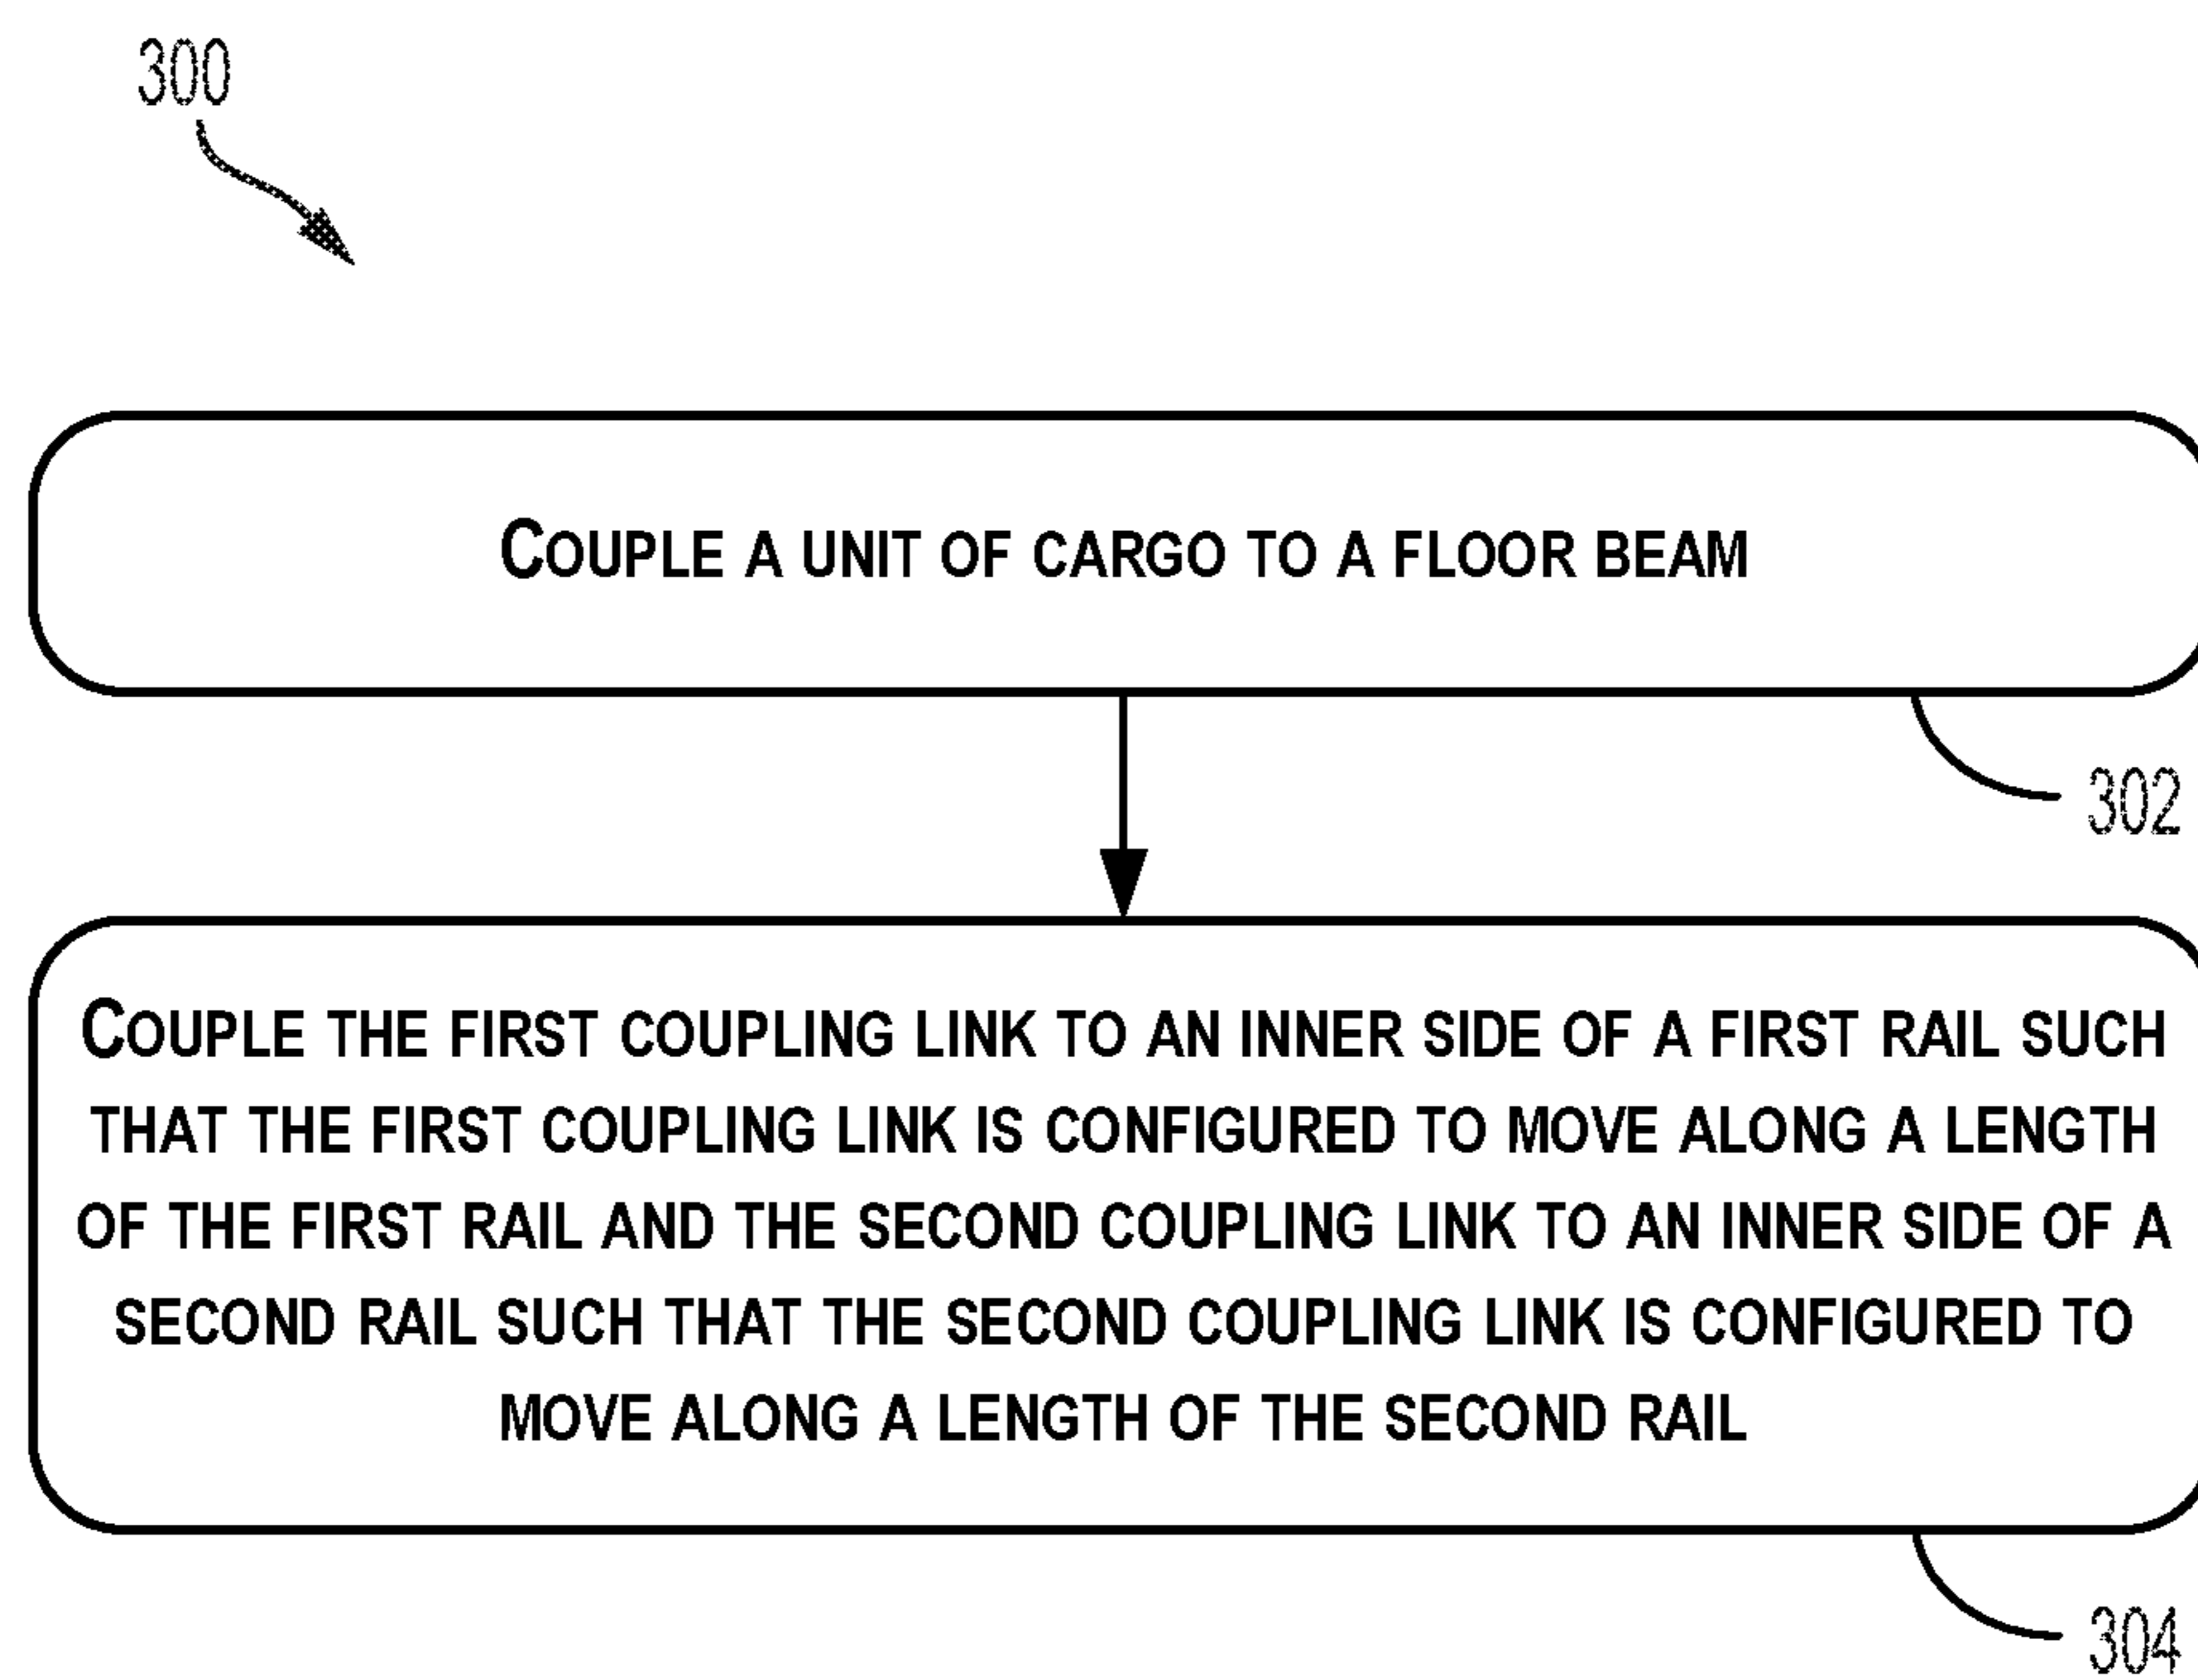 300
COUPLE A UNIT OF CARGO TO A FLOOR BEAM
302
COUPLE THE FIRST COUPLING LINK TO AN INNER SIDE OF A FIRST RAIL SUCH
THAT THE FIRST COUPLING LINK IS CONFIGURED TO MOVE ALONG A LENGTH
OF THE FIRST RAIL AND THE SECOND COUPLING LINK TO AN INNER SIDE OF A
SECOND RAIL SUCH THAT THE SECOND COUPLING LINK IS CONFIGURED TO
MOVE ALONG A LENGTH OF THE SECOND RAIL
304